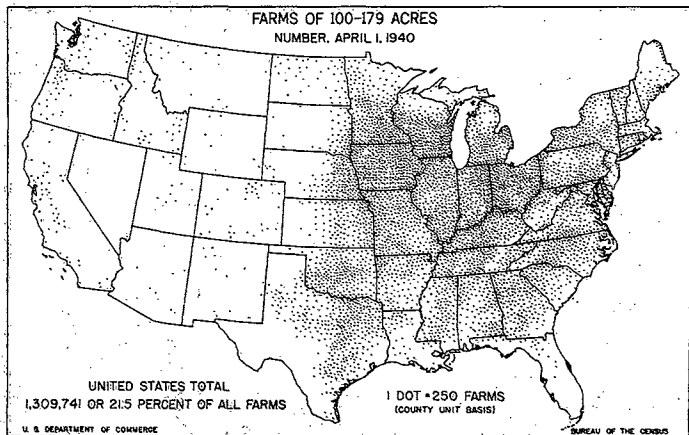 FARMS OF 100-179 ACRES
NUMBER, APRIL 1, 1940
UNITED STATES TOTAL
1,309,741 OR 21.5 PERCENT OF ALL FARMS
1 DOT = 250 FARMS
(COUNTY UNIT BASIS)
U. S. DEPARTMENT OF COMMERCE
BUREAU OF THE CENSUS